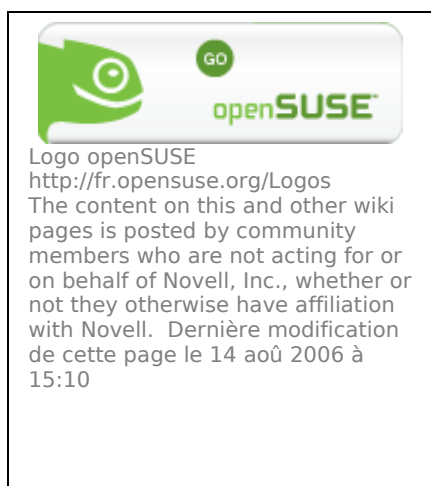 GO
openSUSE™
Logo openSUSE
http://fr.opensuse.org/Logos
The content on this and other wiki
pages is posted by community
members who are not acting for or
on behalf of Novell, Inc., whether or
not they otherwise have affiliation
with Novell.  Dernière modification
de cette page le 14 aoû 2006 à
15:10